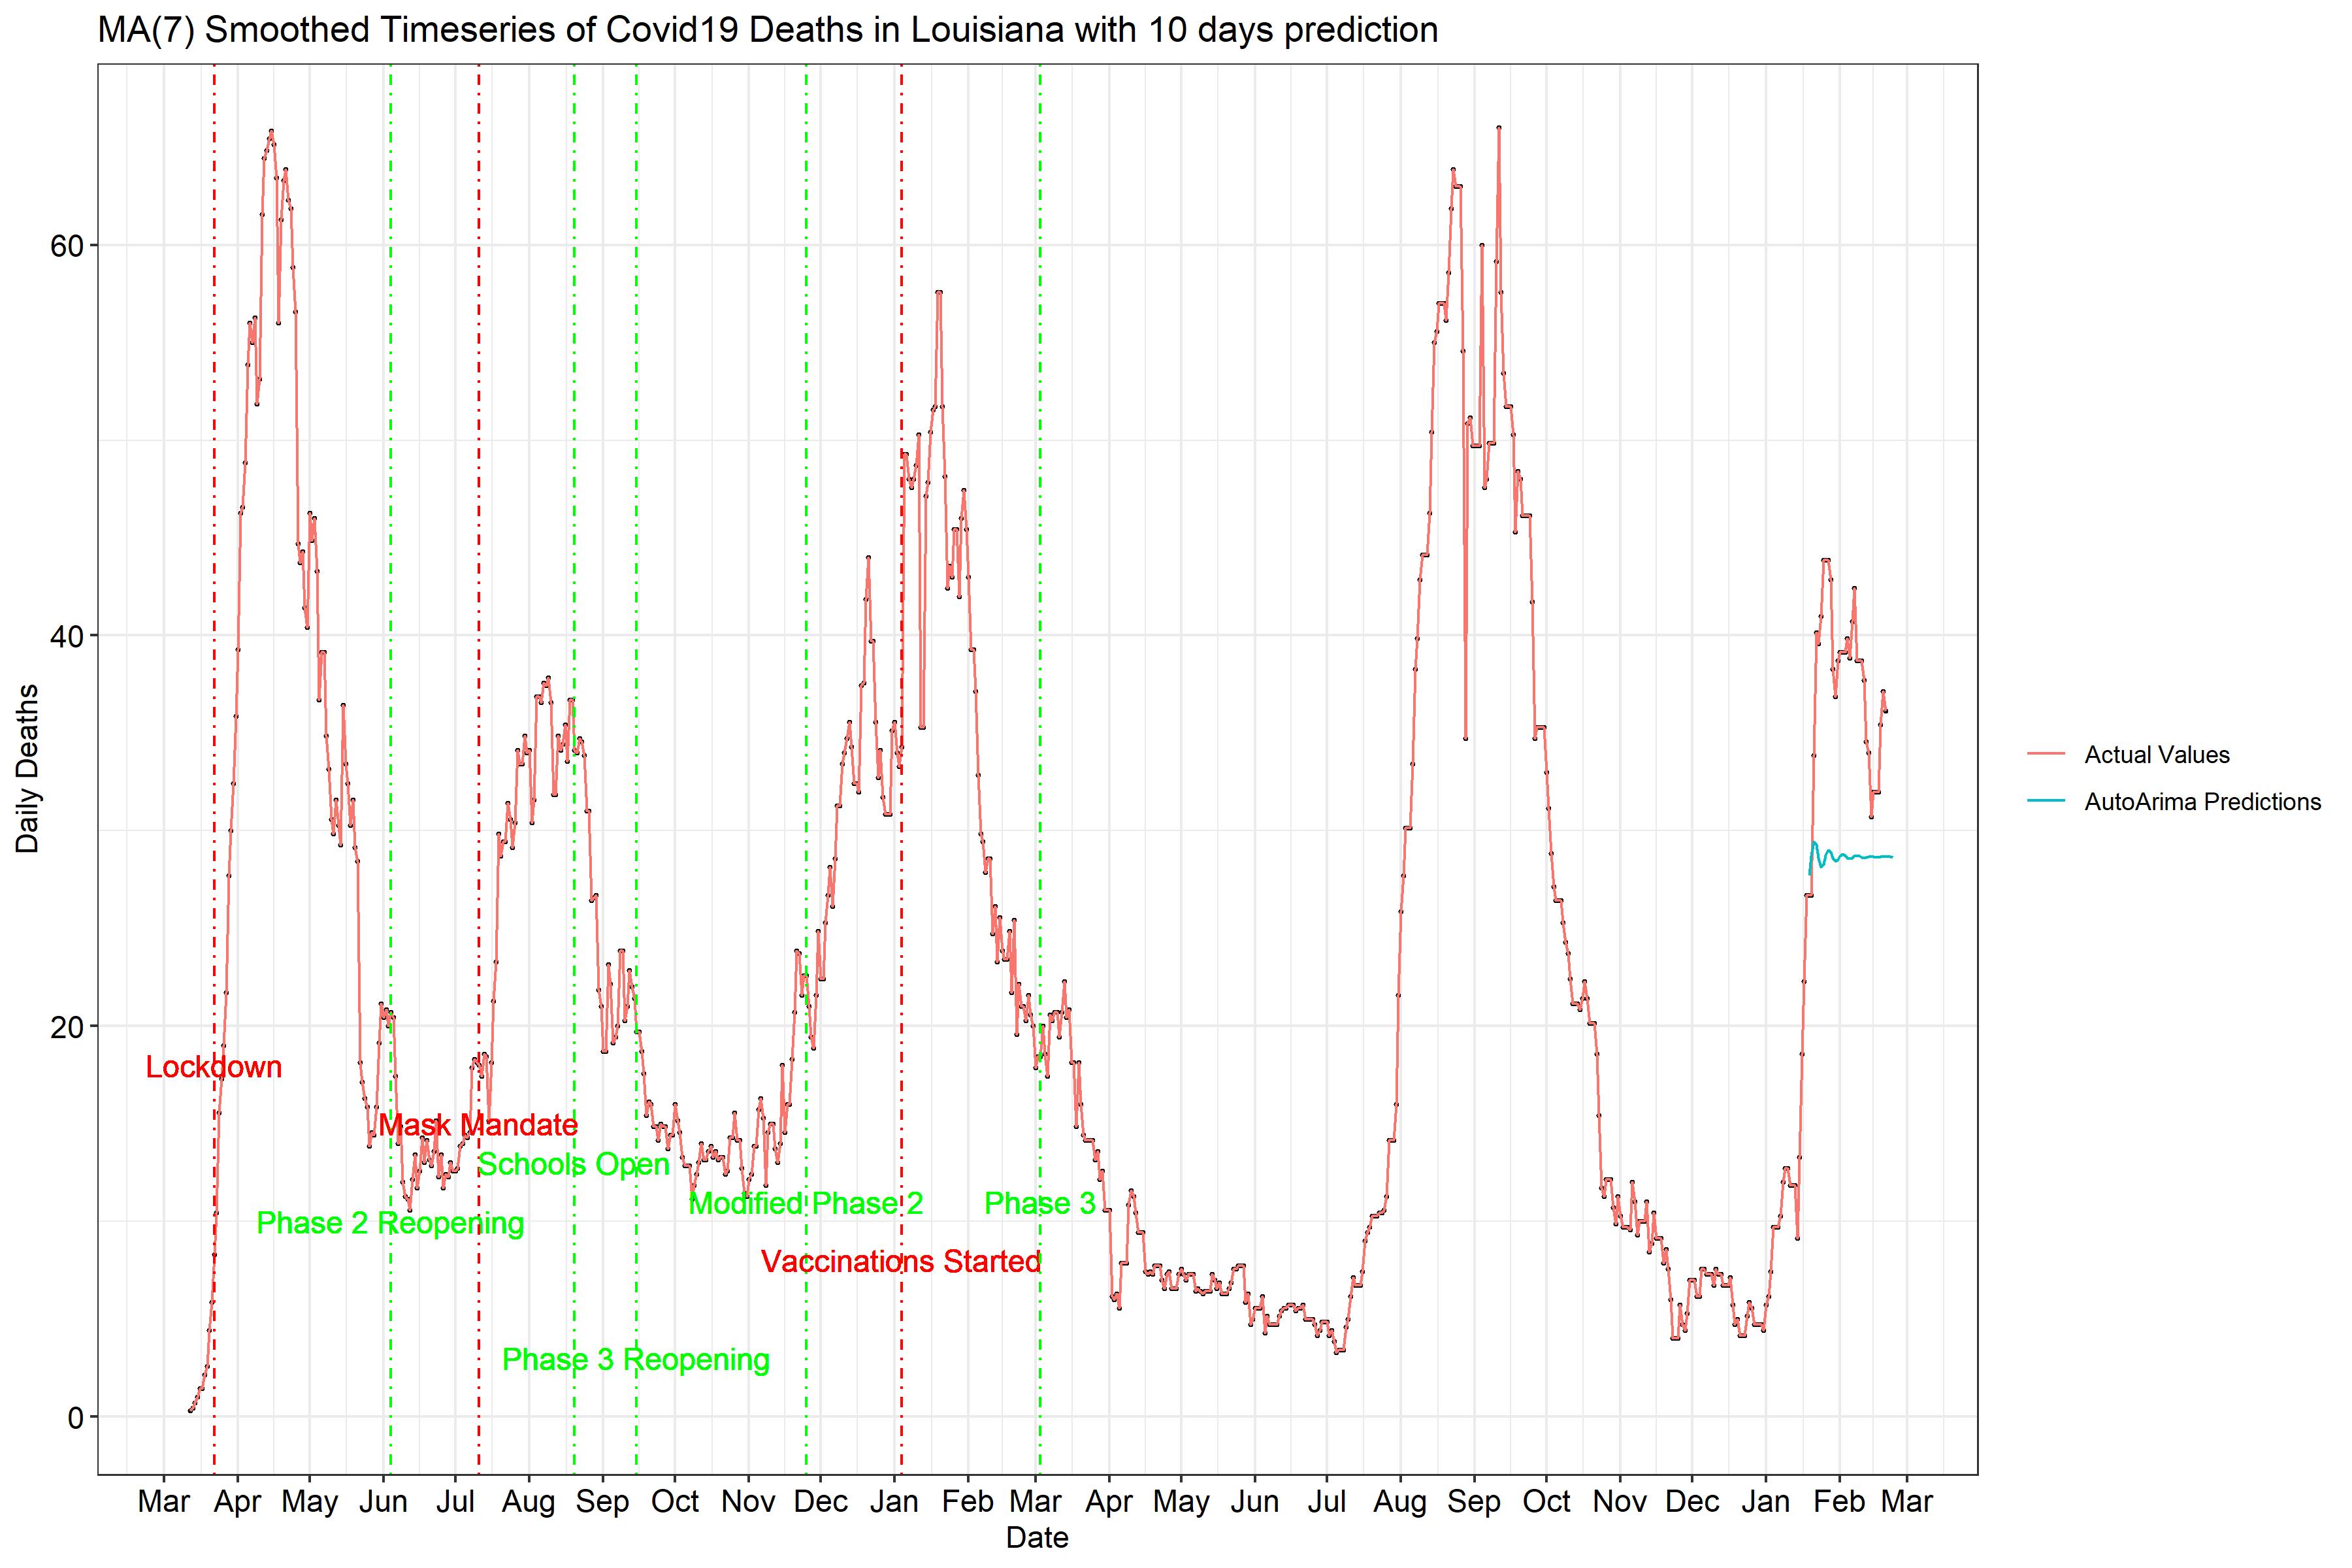 MA(7) Smoothed Timeseries of Covid19 Deaths in Louisiana with 10 days prediction
60
40
20
0
Daily Deaths
Lockdown
Mask Mandate
Schools Open
Modified Phase 2
Phase 3
Phase 2 Reopening
Vaccinations Started
Phase 3 Reopening
Actual Values
AutoArima Predictions
Mar Apr May Jun Jul Aug Sep Oct Nov Dec Jan Feb Mar Apr May Jun Jul Aug Sep Oct Nov Dec Jan Feb Mar
Date